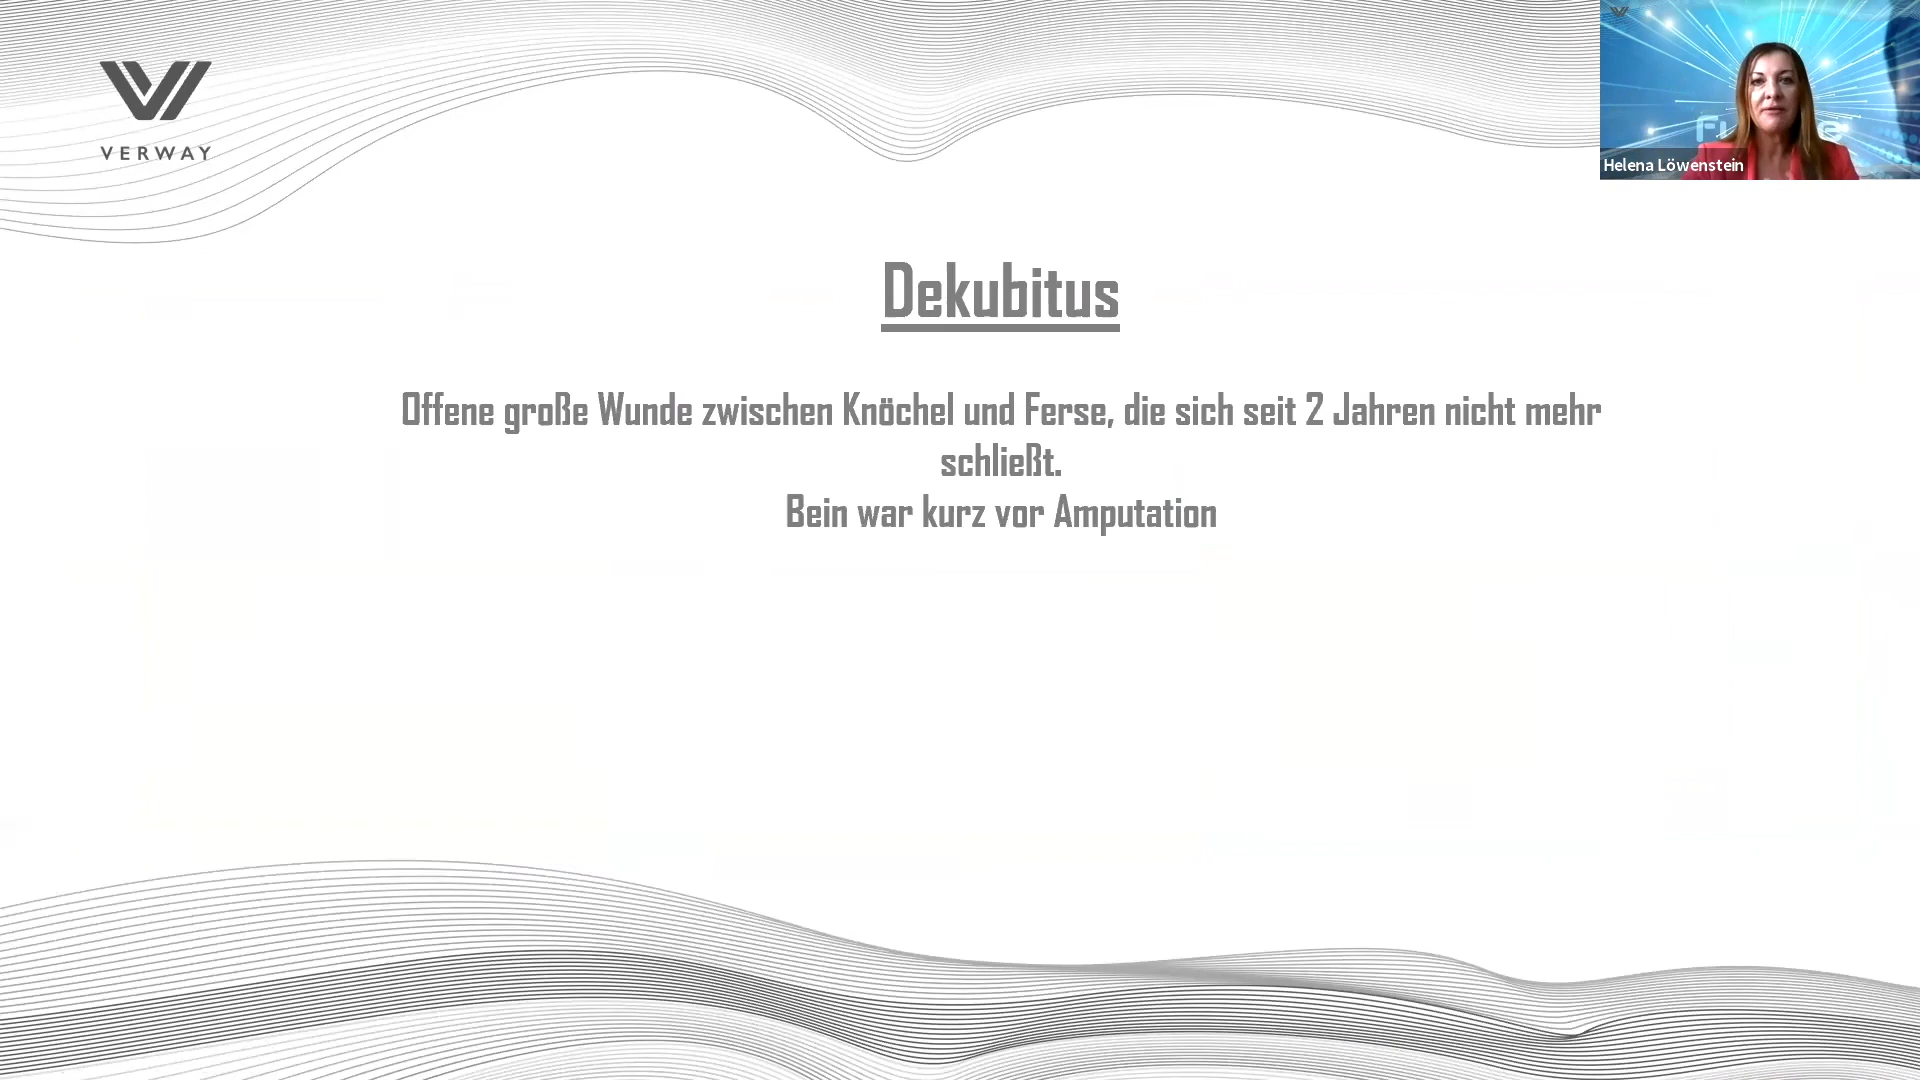 VERWAY
Helena Löwenstein
Dekubitus
Offene große Wunde zwischen Knöchel und Ferse, die sich seit 2 Jahren nicht mehr
schließt.
Bein war kurz vor Amputation